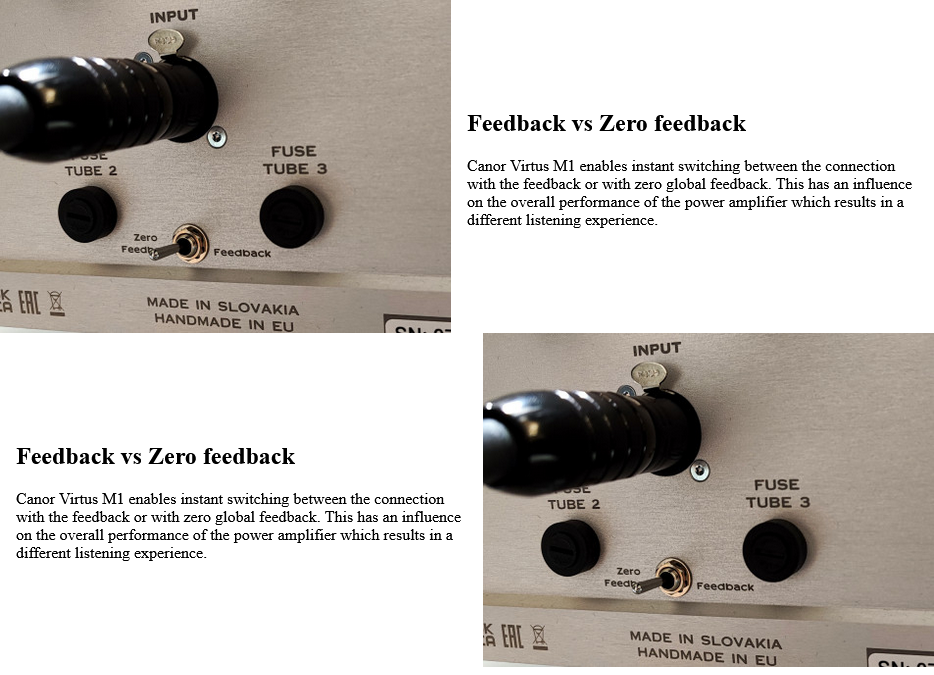 INPUT
FUSE
TUBE 2
FUSE
TUBE 3
Zero
Feedback
MADE IN SLOVAKIA
HANDMADE IN EU
EAC
Feedback vs Zero feedback
Canor Virtus M1 enables instant switching between the connection
with the feedback or with zero global feedback. This has an influence
on the overall performance of the power amplifier which results in a
different listening experience.
Feedback vs Zero feedback
Canor Virtus M1 enables instant switching between the connection
with the feedback or with zero global feedback. This has an influence
on the overall performance of the power amplifier which results in a
different listening experience.
INPUT
FUSE
TUBE 2
FUSE
TUBE 3
Zero
Feedback
MADE IN SLOVAKIA
HANDMADE IN EU
EAC